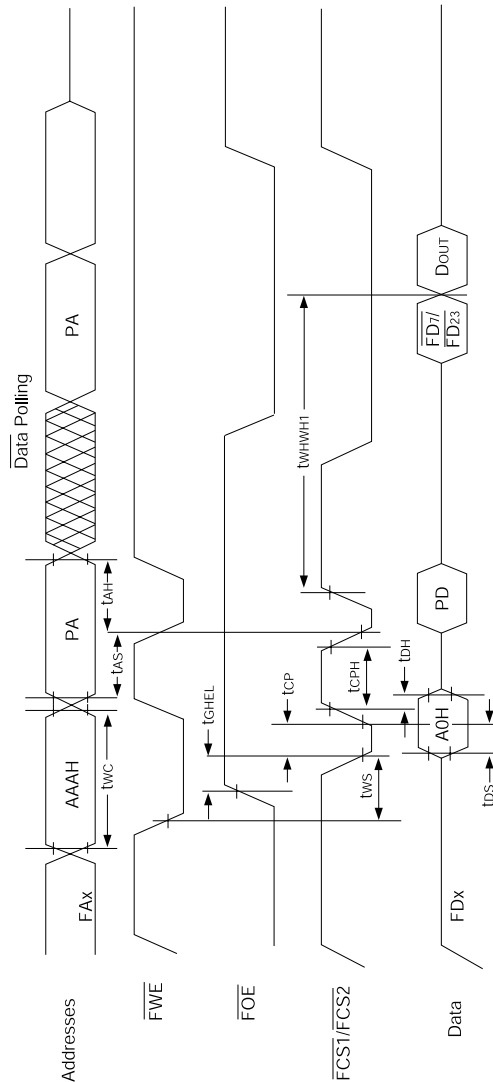 Data Polling
Addresses
FAx
AAAH
PA
PA
tWC
tAS
tAH
FWE
FOE
tGHEL
tCP
tWHWH1
FCS1/FCS2
tWS
tCPH
tDH
Data
FDx
A0H
PD
FD7/
FD23
DOUT
tDS